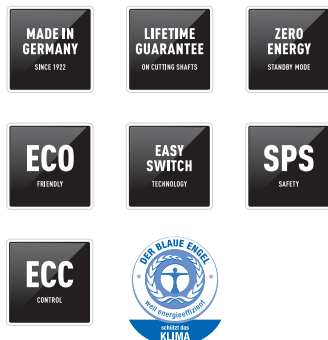 MADE IN
GERMANY
SINCE 1922
LIFETIME
GUARANTEE
ON CUTTING SHAFTS
ZERO
ENERGY
STANDBY MODE
ECO
FRIENDLY
EASY
SWITCH
TECHNOLOGY
SPS
SAFETY
ECC
CONTROL
DER BLAUE ENGEL
weil energieeffizient
schützt das
KLIMA